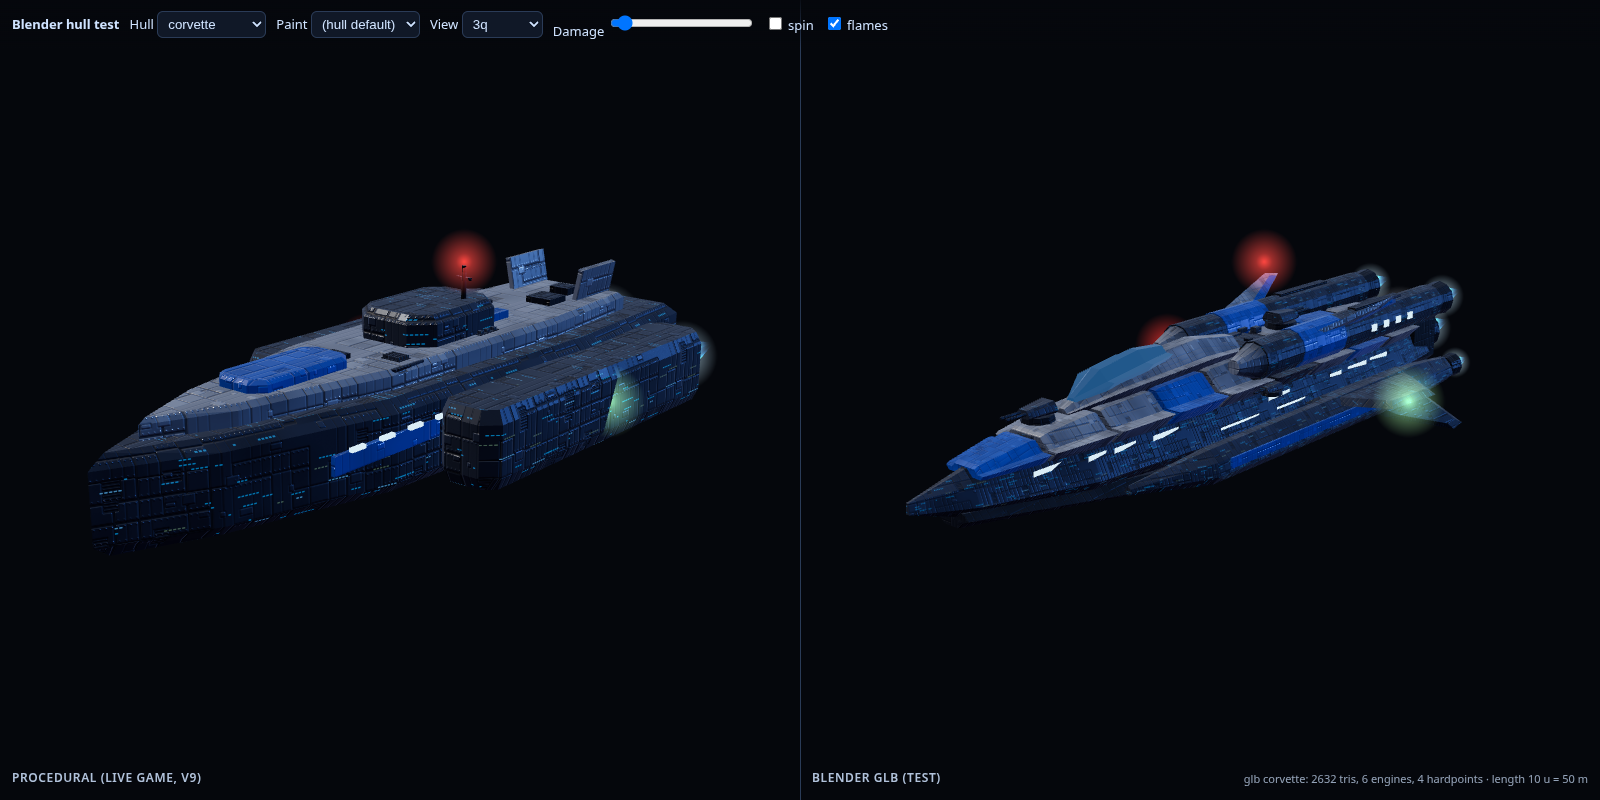 Blender hull test Hull corvette Paint (hull default) View 3q Damage spin flames
PROCEDURAL (LIVE GAME, V9)
BLENDER GLB (TEST)
glb corvette: 2632 tris, 6 engines, 4 hardpoints · length 10 u = 50 m